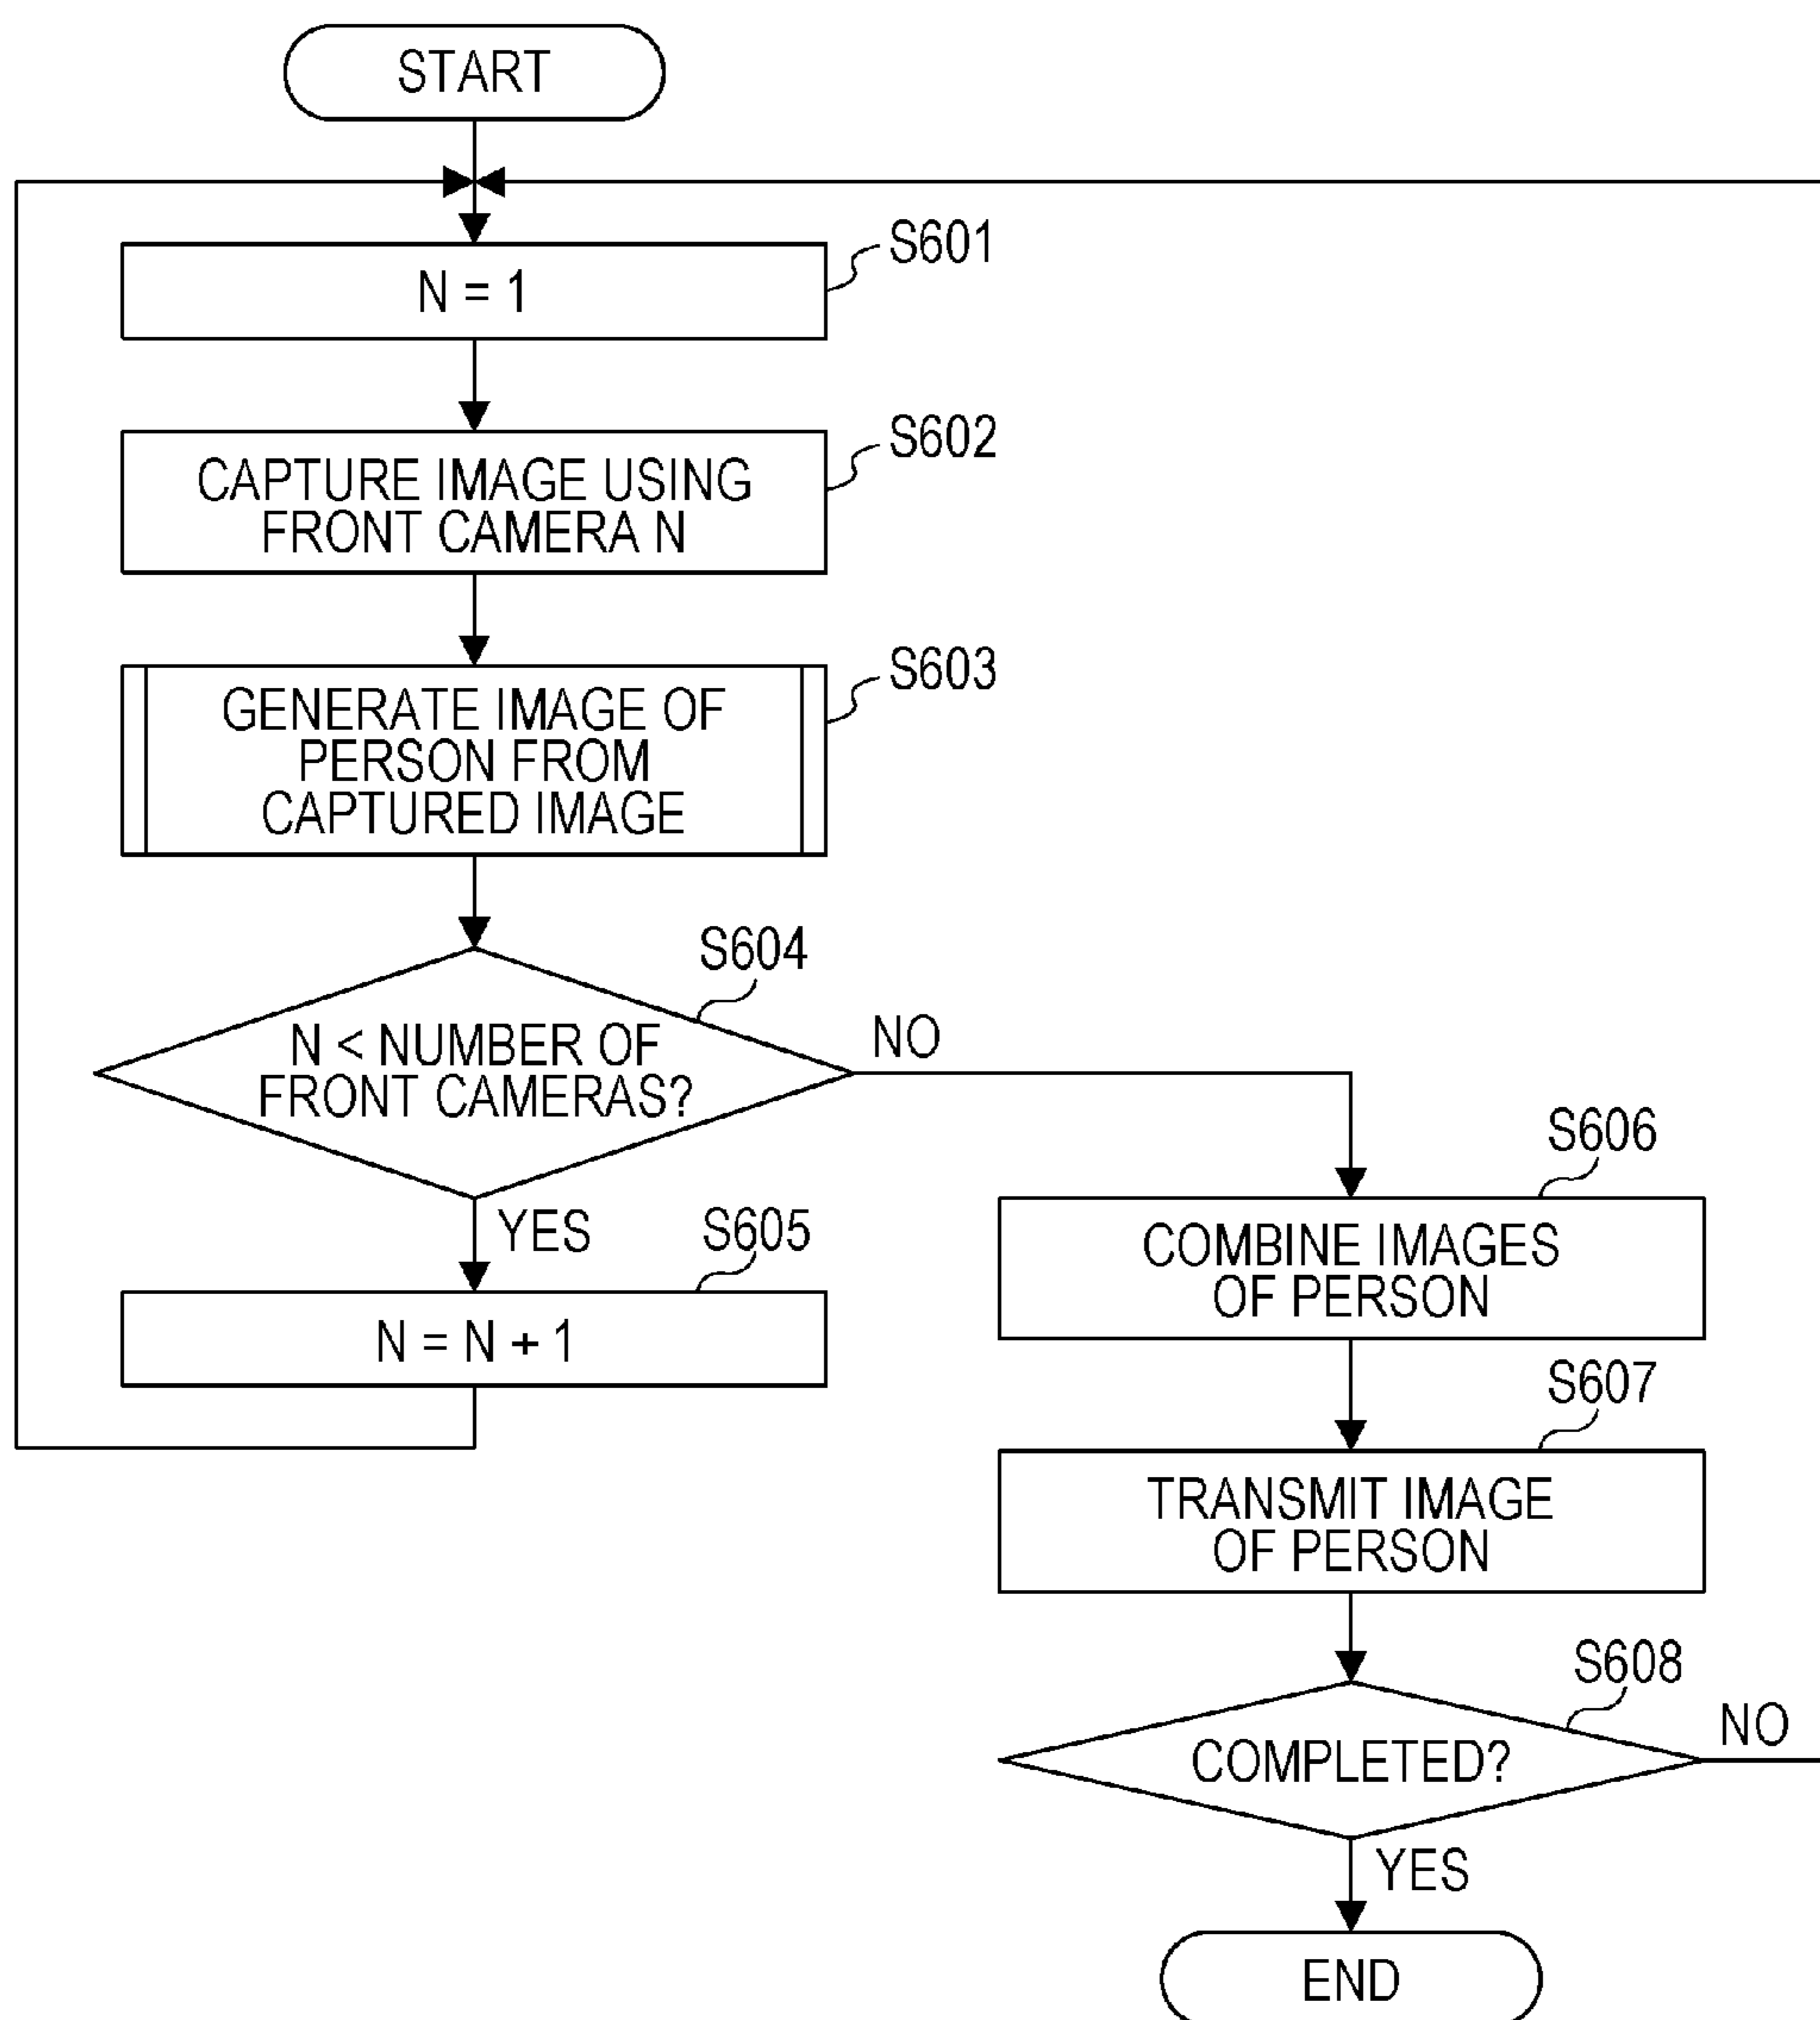 START
S601
N = 1
S602
CAPTURE IMAGE USING
FRONT CAMERA N
S603
GENERATE IMAGE OF
PERSON FROM
CAPTURED IMAGE
S604
N < NUMBER OF
FRONT CAMERAS?
NO
YES
S605
N = N + 1
S606
COMBINE IMAGES
OF PERSON
S607
TRANSMIT IMAGE
OF PERSON
S608
COMPLETED?
NO
YES
END